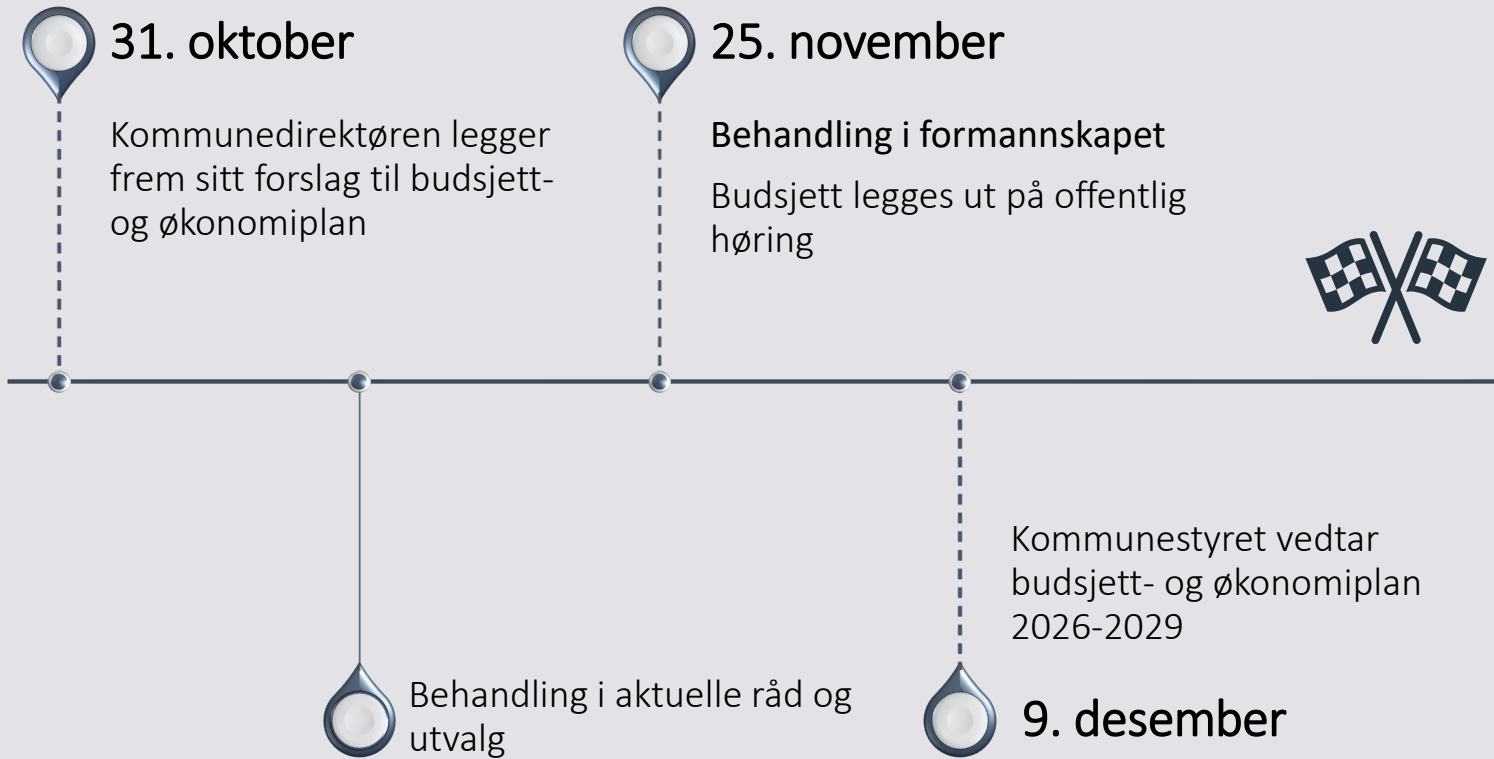 31. oktober
Kommunedirektøren legger
frem sitt forslag til budsjett-
og økonomiplan
Behandling i aktuelle råd og
utvalg
25. november
Behandling i formannskapet
Budsjett legges ut på offentlig
høring
Kommunestyret vedtar
budsjett- og økonomiplan
2026-2029
9. desember